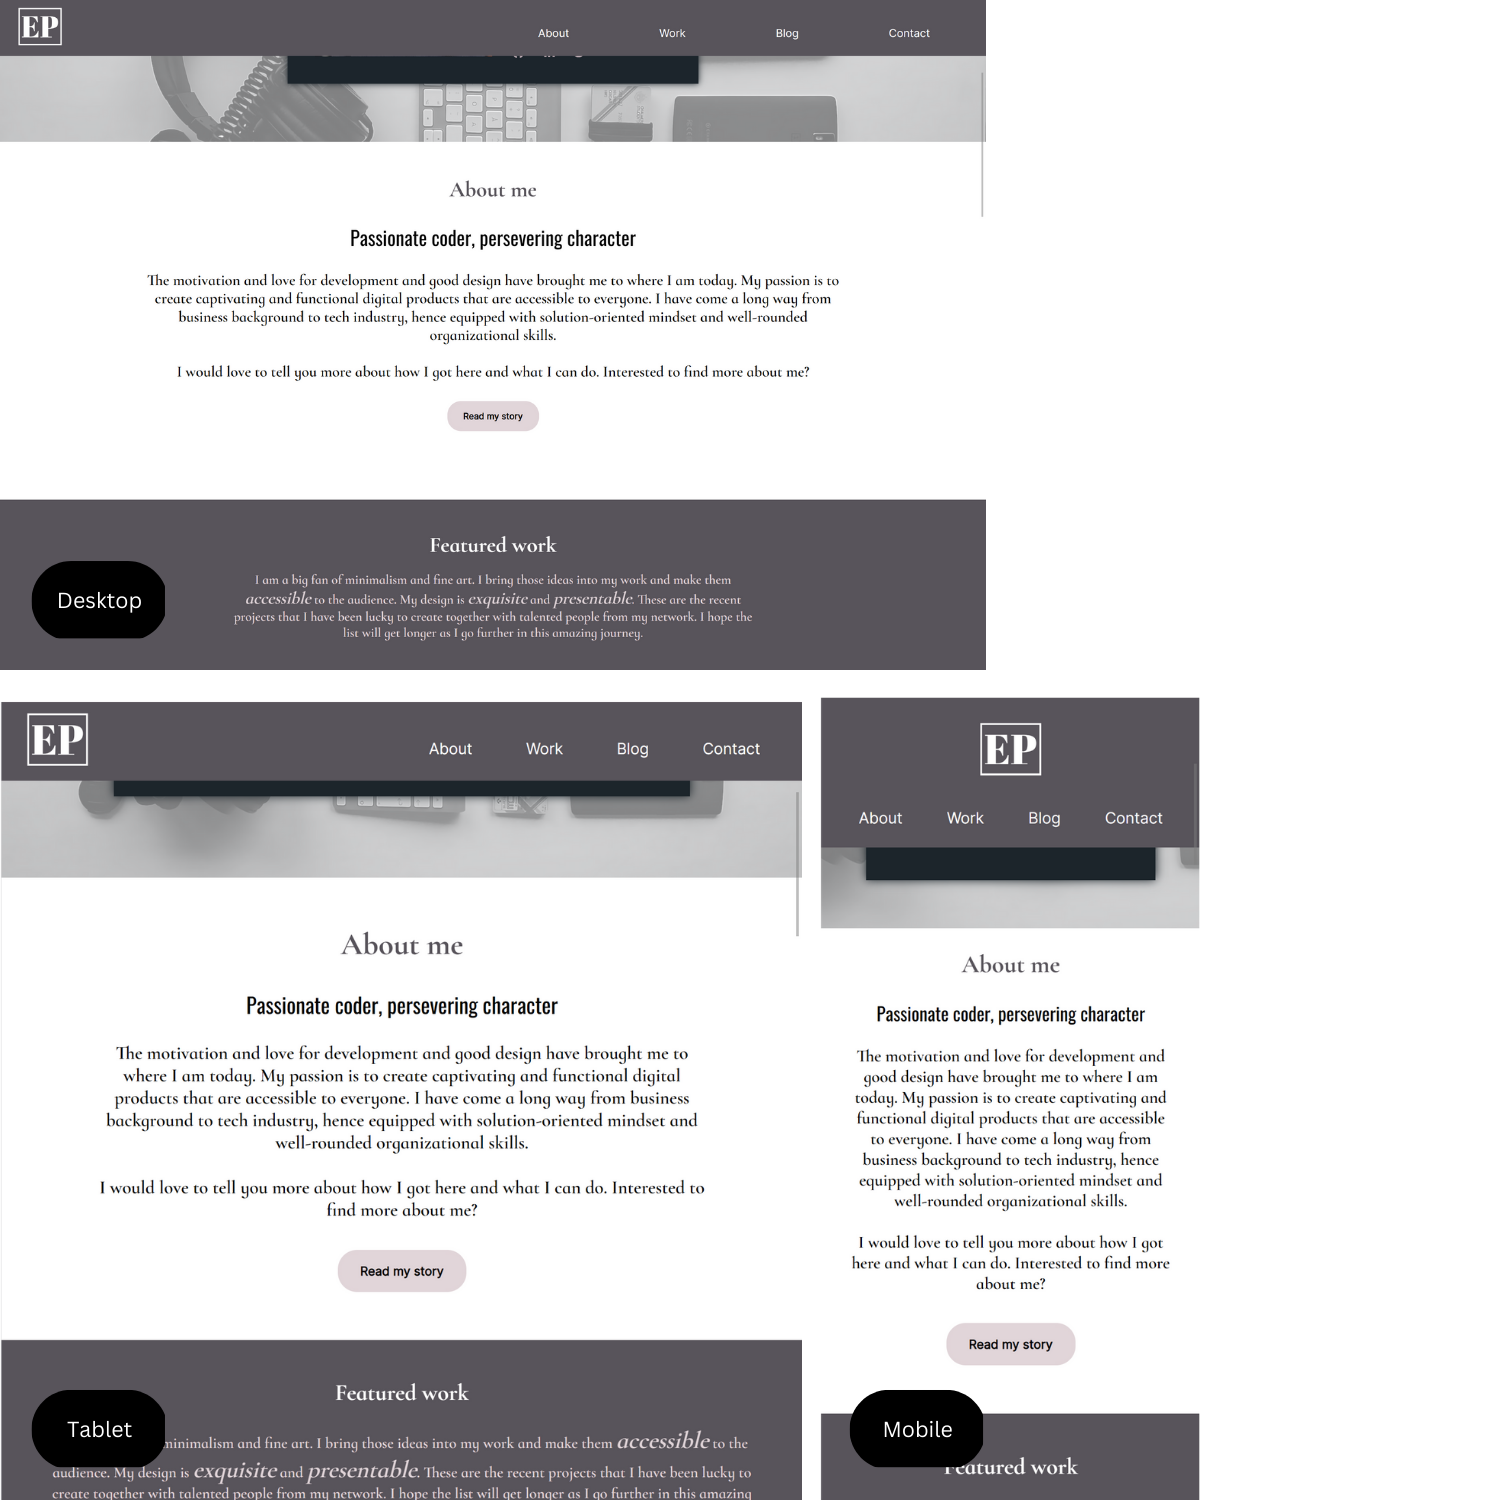 EP
About Work Blog Contact
About me
Passionate coder, persevering character
The motivation and love for development and good design have brought me to where I am today. My passion is to
create captivating and functional digital products that are accessible to everyone. I have come a long way from
business background to tech industry, hence equipped with solution-oriented mindset and well-rounded
organizational skills.
I would love to tell you more about how I got here and what I can do. Interested to find more about me?
Read my story
Featured work
I am a big fan of minimalism and fine art. I bring those ideas into my work and make them
accessible to the audience. My design is exquisite and presentable. These are the recent
projects that I have been lucky to create together with talented people from my network. I hope the
list will get longer as I go further in this amazing journey.
Desktop
EP
About Work Blog Contact
About me
Passionate coder, persevering character
The motivation and love for development and good design have brought me to
where I am today. My passion is to create captivating and functional digital
products that are accessible to everyone. I have come a long way from business
background to tech industry, hence equipped with solution-oriented mindset and
well-rounded organizational skills.
I would love to tell you more about how I got here and what I can do. Interested to
find more about me?
Read my story
Featured work
minimalism and fine art. I bring those ideas into my work and make them accessible to the
audience. My design is exquisite and presentable. These are the recent projects that I have been lucky to
create together with talented people from my network. I hope the list will get longer as I go further in this amazing
Tablet
EP
About Work Blog Contact
About me
Passionate coder, persevering character
The motivation and love for development and
good design have brought me to where I am
today. My passion is to create captivating and
functional digital products that are accessible
to everyone. I have come a long way from
business background to tech industry, hence
equipped with solution-oriented mindset and
well-rounded organizational skills.
I would love to tell you more about how I got
here and what I can do. Interested to find more
about me?
Read my story
Featured work
Mobile